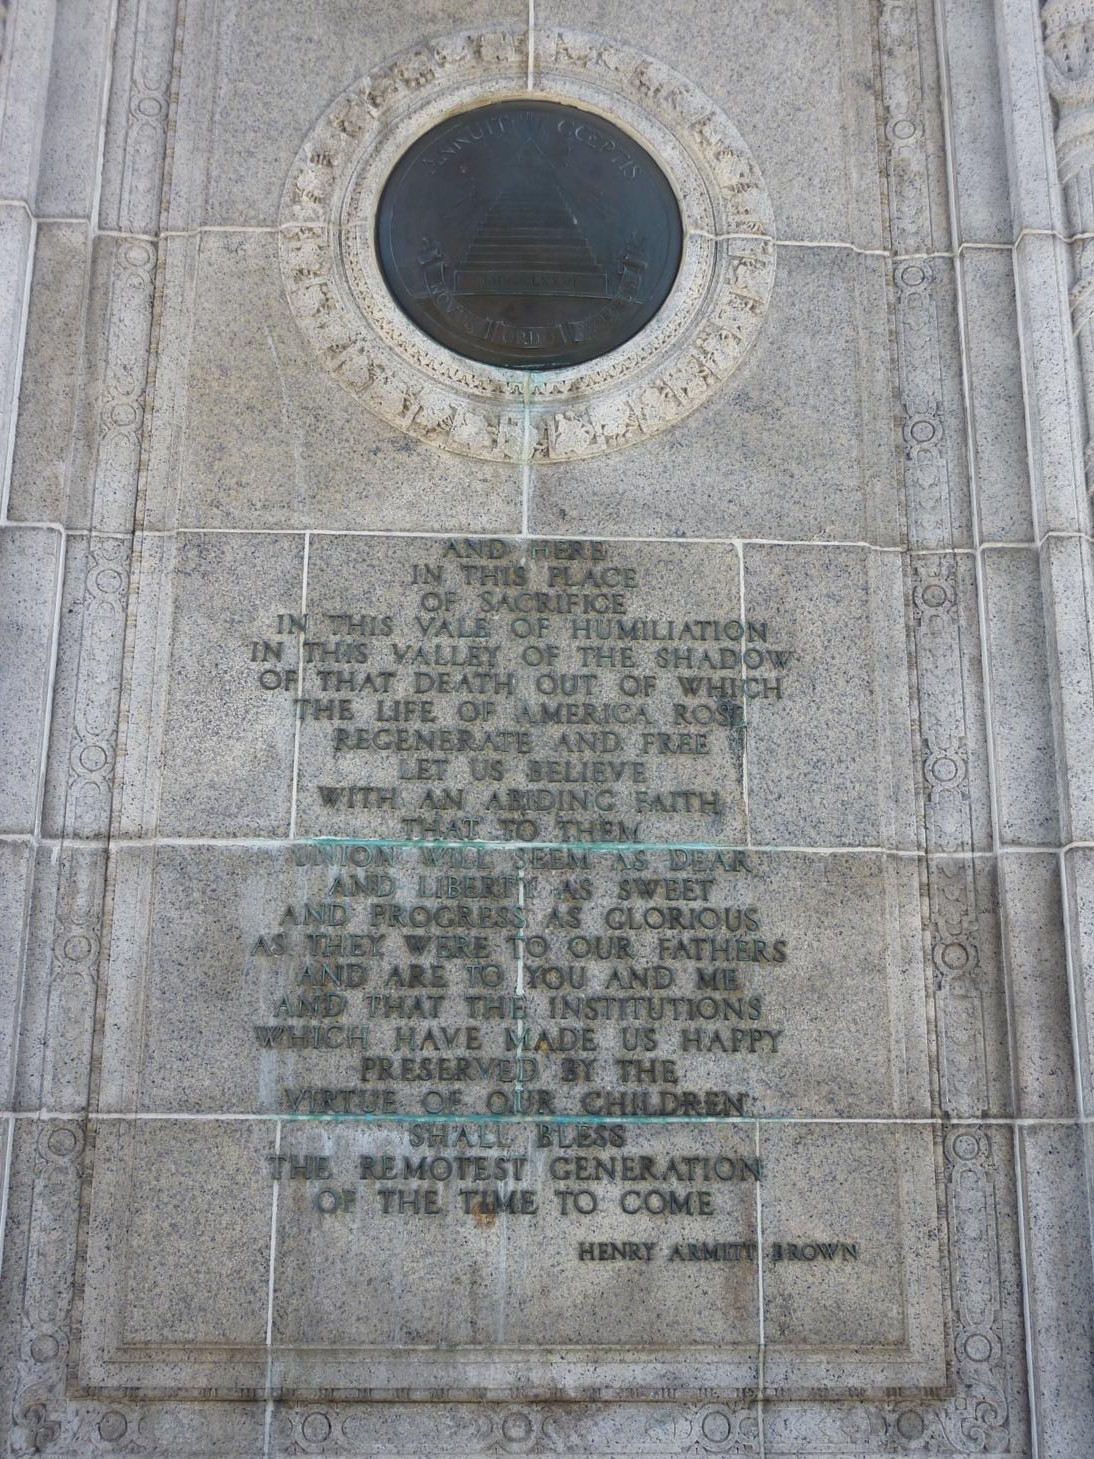 ANNUIT CŒPTIS
MDCCLXXVI
NOVUS ORDO
AND HERE
IN THIS PLACE
OF SACRIFICE
IN THIS VALE OF HUMILIATION
IN THIS VALLEY OF THE SHADOW
OF THAT DEATH OUT OF WHICH
THE LIFE OF AMERICA ROSE
REGENERATE AND FREE
LET US BELIEVE
WITH AN ABIDING FAITH
THAT TO THEM
UNION WILL SEEM AS DEAR
AND LIBERTY AS SWEET
AND PROGRESS AS GLORIOUS
AS THEY WERE TO OUR FATHERS
AND ARE TO YOU AND ME
AND THAT THE INSTITUTIONS
WHICH HAVE MADE US HAPPY
PRESERVED BY THE
VIRTUE OF OUR CHILDREN
SHALL BLESS
THE REMOTEST GENERATION
OF THE TIME TO COME
HENRY ARMITT BROWN